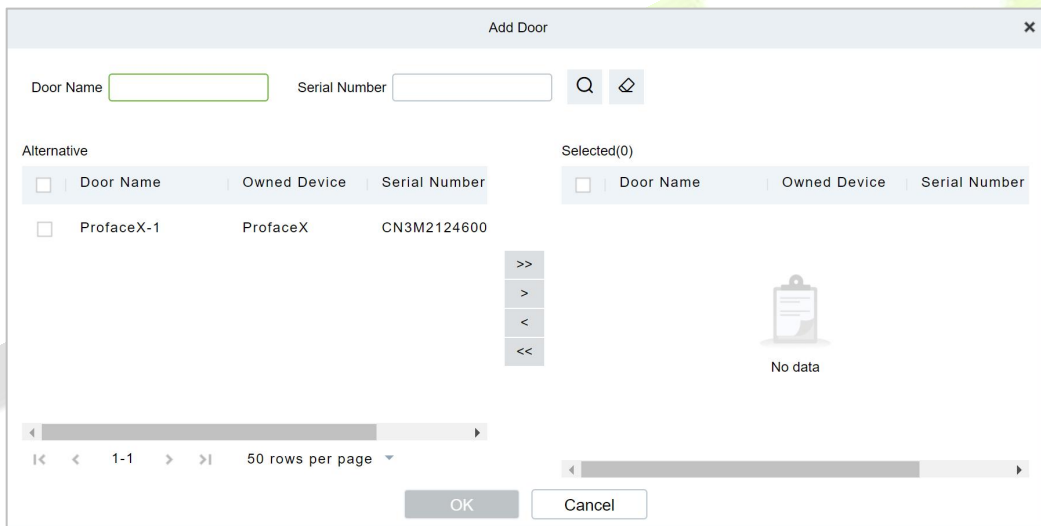 Add Door
Door Name Serial Number
Alternative
Door Name Owned Device Serial Number
ProfaceX-1 ProfaceX CN3M2124600
1-1 50 rows per page
>>
>
<
<<
Selected(0)
Door Name Owned Device Serial Number
No data
OK Cancel